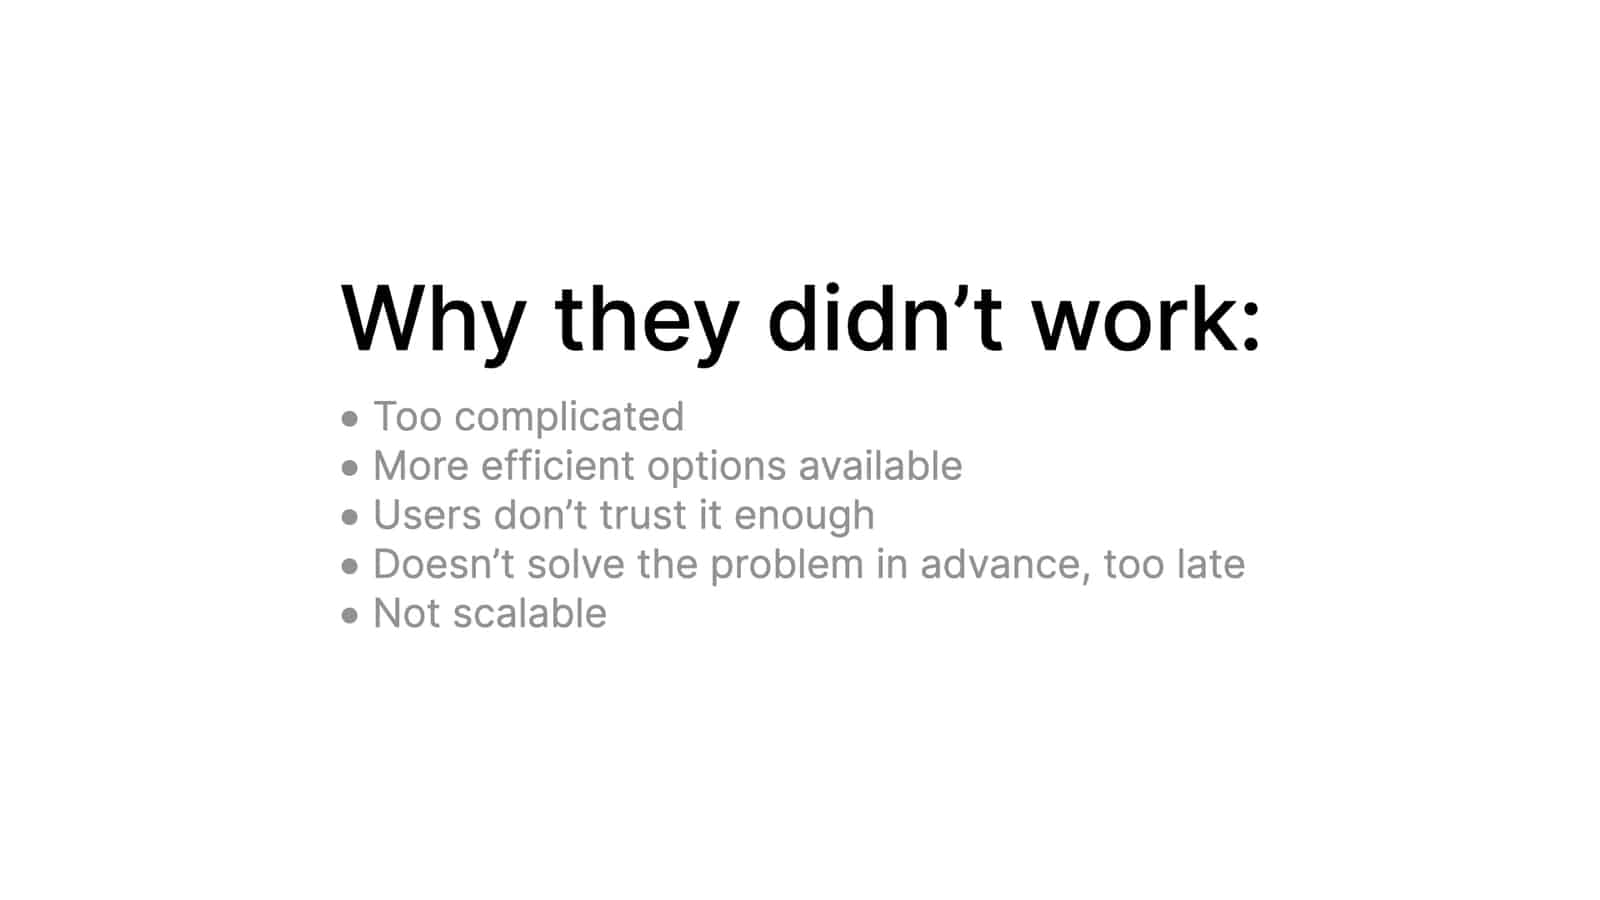 Why they didn’t work:
• Too complicated
• More efficient options available
• Users don’t trust it enough
• Doesn’t solve the problem in advance, too late
• Not scalable